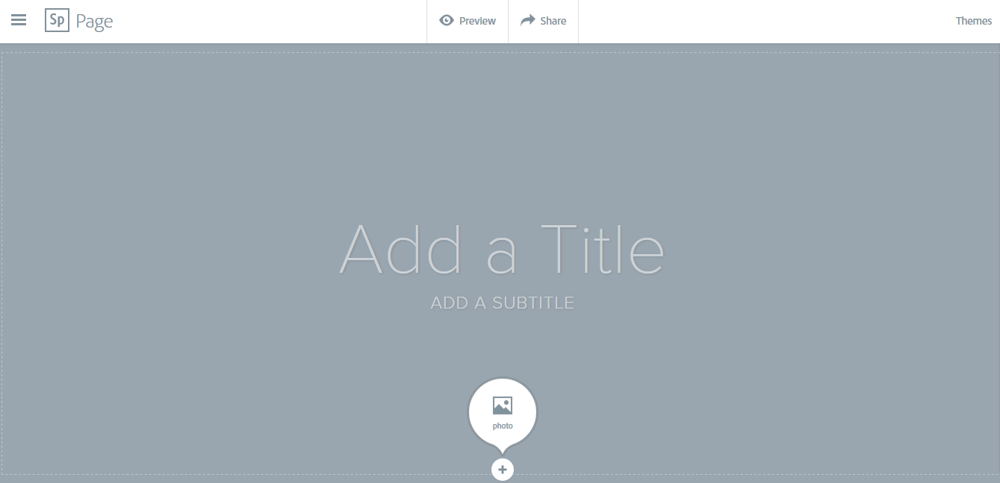 Sp Page
Preview
Share
Themes
Add a Title
ADD A SUBTITLE
photo